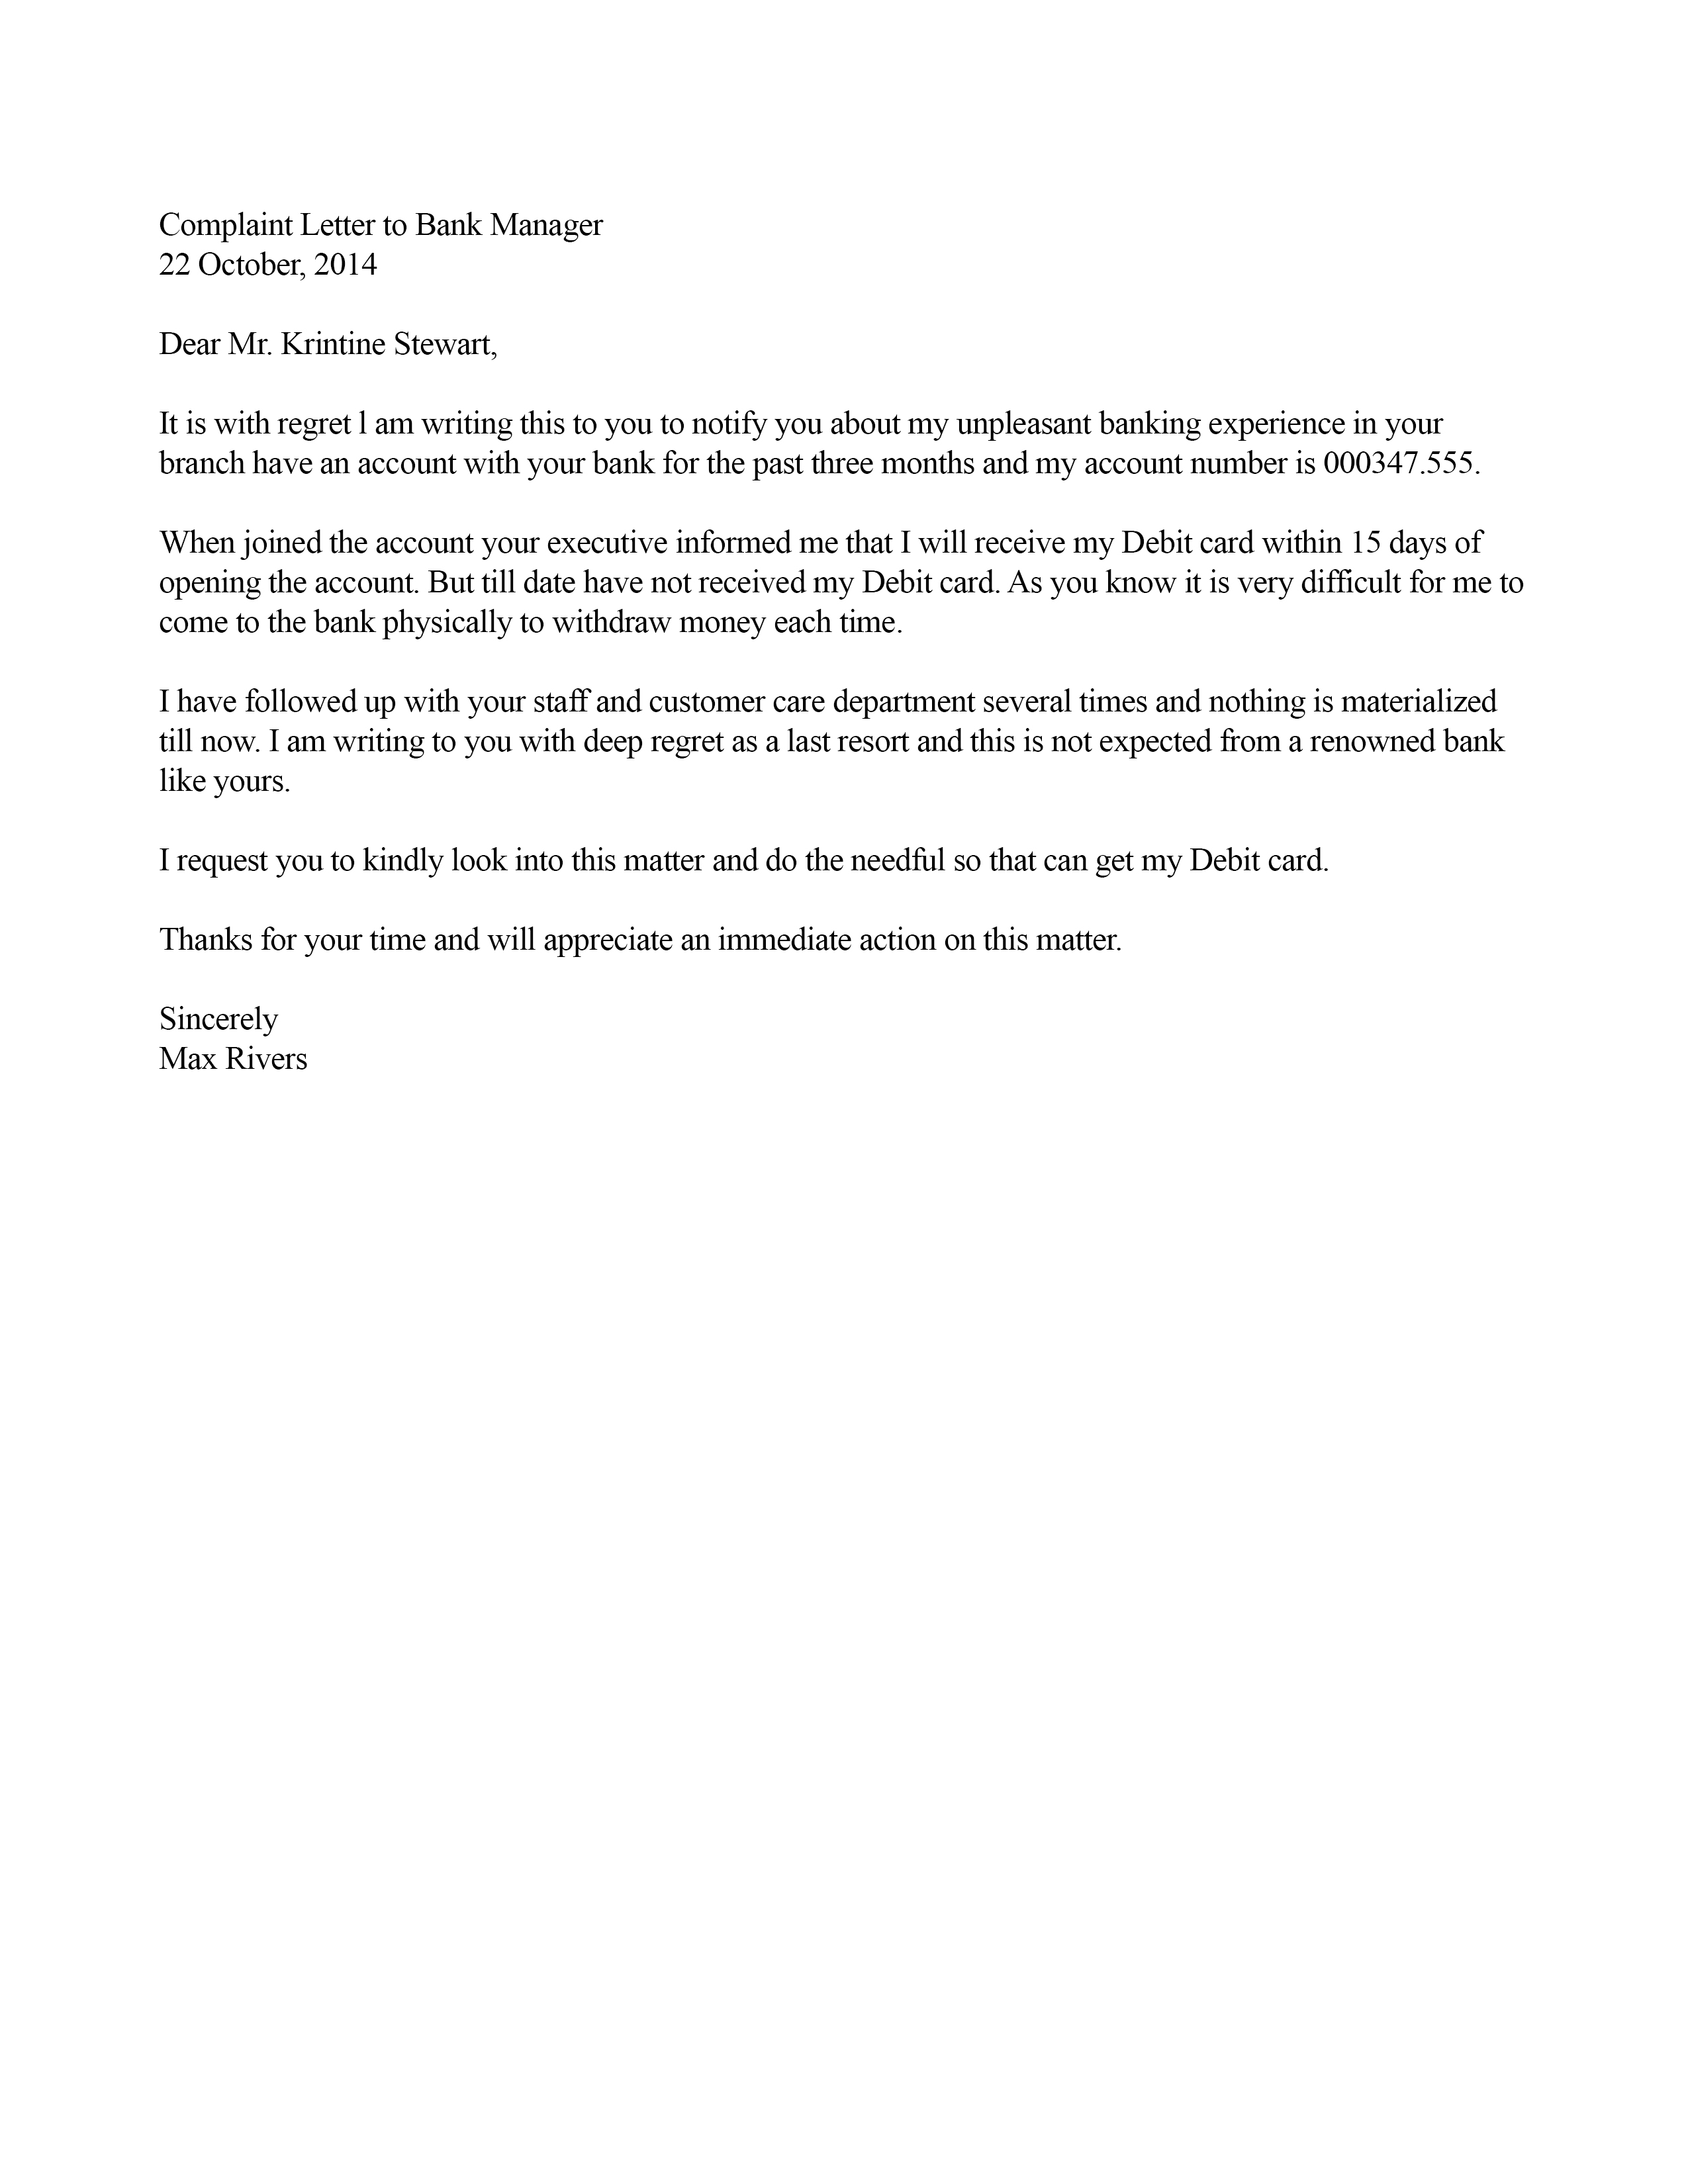 Complaint Letter to Bank Manager
22 October, 2014
Dear Mr. Krintine Stewart,
It is with regret l am writing this to you to notify you about my unpleasant banking experience in your
branch have an account with your bank for the past three months and my account number is 000347.555.
When joined the account your executive informed me that I will receive my Debit card within 15 days of
opening the account. But till date have not received my Debit card. As you know it is very difficult for me to
come to the bank physically to withdraw money each time.
I have followed up with your staff and customer care department several times and nothing is materialized
till now. I am writing to you with deep regret as a last resort and this is not expected from a renowned bank
like yours.
I request you to kindly look into this matter and do the needful so that can get my Debit card.
Thanks for your time and will appreciate an immediate action on this matter.
Sincerely
Max Rivers